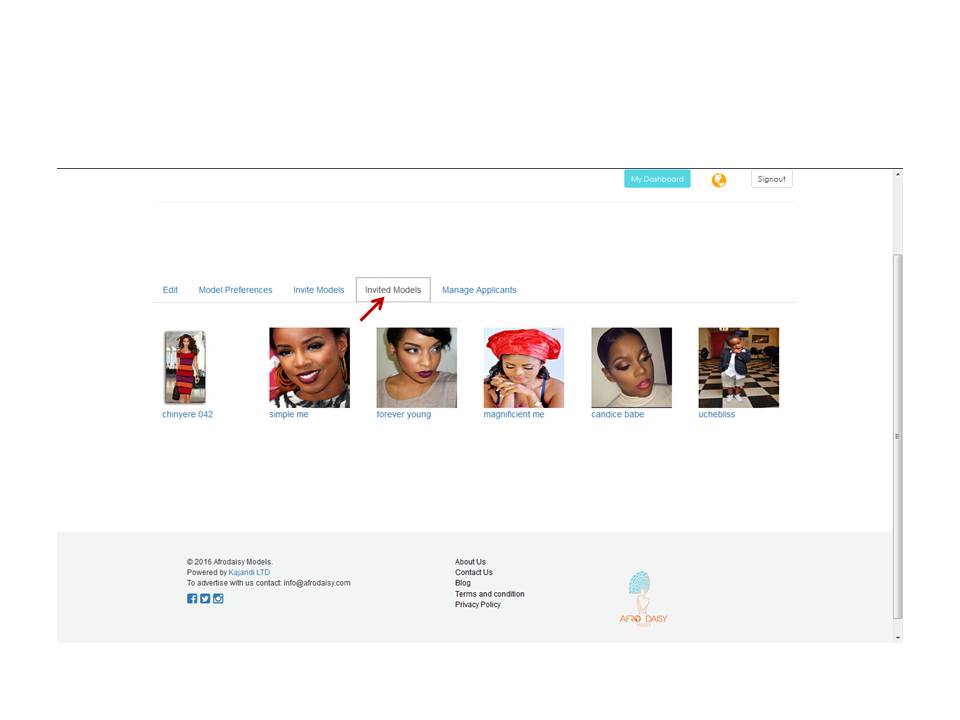 My Dashboard
Signout
Edit
Model Preferences
Invite Models
Invited Models
Manage Applicants
chinyere 042
simple me
forever young
magnificient me
candice babe
uchebliss
© 2016 Afrodaisy Models.
Powered by Kajandi LTD
To advertise with us contact: info@afrodaisy.com
About Us
Contact Us
Blog
Terms and condition
Privacy Policy
AFRO DAISY